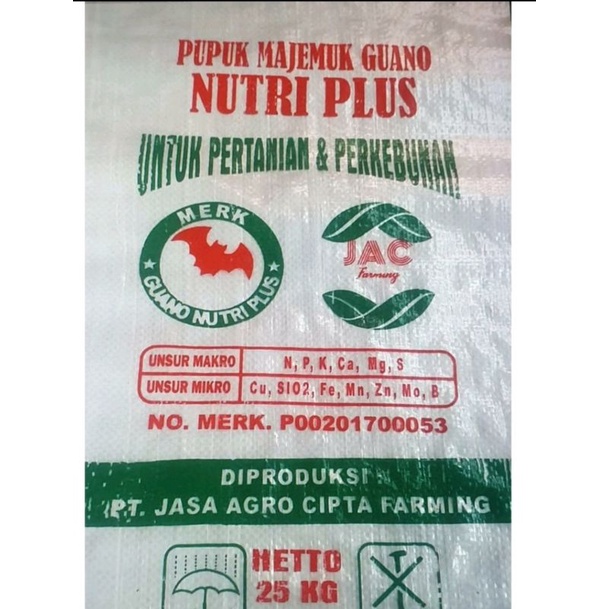 PUPUK MAJEMUK GUANO
NUTRI PLUS
UNTUK PERTANIAN & PERKEBUNAN
MERK
GUANO NUTRI PLUS
JAC
Farming
UNSUR MAKRO N, P, K, Ca, Mg, S
UNSUR MIKRO Cu, SIO2, Fe, Mn, Zn, Mo, B
NO. MERK. P00201700053
DIPRODUKSI
PT. JASA AGRO CIPTA FARMING
NETTO
25 KG